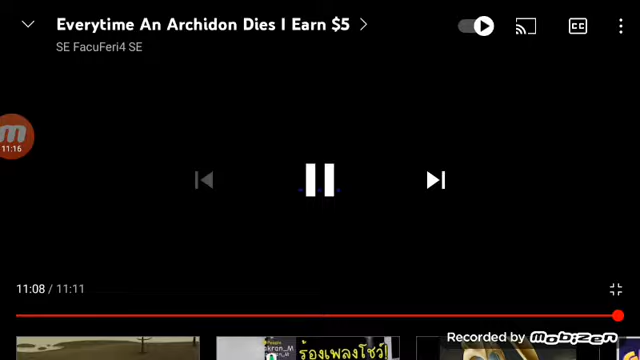 Everytime An Archidon Dies I Earn $5
SE FacuFeri4 SE
CC
11:16
11:08 / 11:11
Recorded by mobizen
ร้องเพลงโชว์!